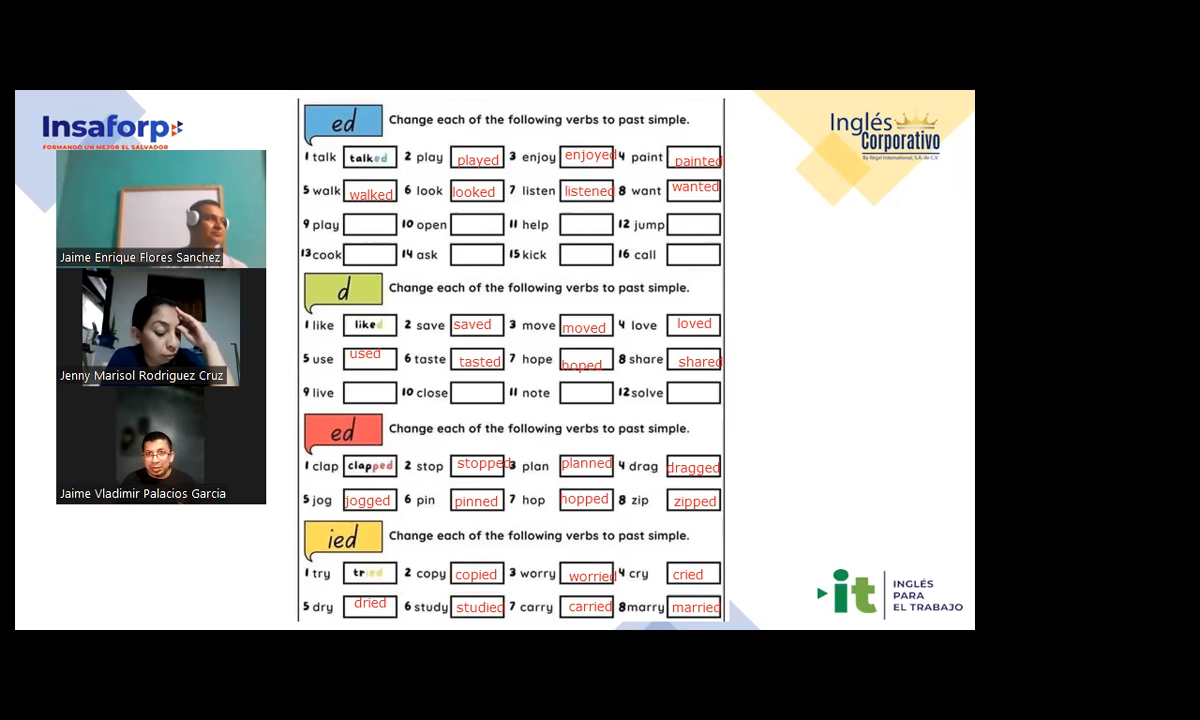 Insaforp
FORMANDO UN MEJOR EL SALVADOR
Inglés
Corporativo
By Regal International, S.A. de C.V.
Jaime Enrique Flores Sanchez
Jenny Marisol Rodriguez Cruz
Jaime Vladimir Palacios Garcia
ed Change each of the following verbs to past simple.
1 talk talked 2 play played 3 enjoy enjoyed 4 paint painted
5 walk walked 6 look looked 7 listen listened 8 want wanted
9 play 10 open 11 help 12 jump
13 cook 14 ask 15 kick 16 call
d Change each of the following verbs to past simple.
1 like liked 2 save saved 3 move moved 4 love loved
5 use used 6 taste tasted 7 hope hoped 8 share shared
9 live 10 close 11 note 12 solve
ed Change each of the following verbs to past simple.
1 clap clapped 2 stop stopped 3 plan planned 4 drag dragged
5 jog jogged 6 pin pinned 7 hop hopped 8 zip zipped
ied Change each of the following verbs to past simple.
1 try tried 2 copy copied 3 worry worried 4 cry cried
5 dry dried 6 study studied 7 carry carried 8 marry married
it
INGLÉS
PARA
EL TRABAJO